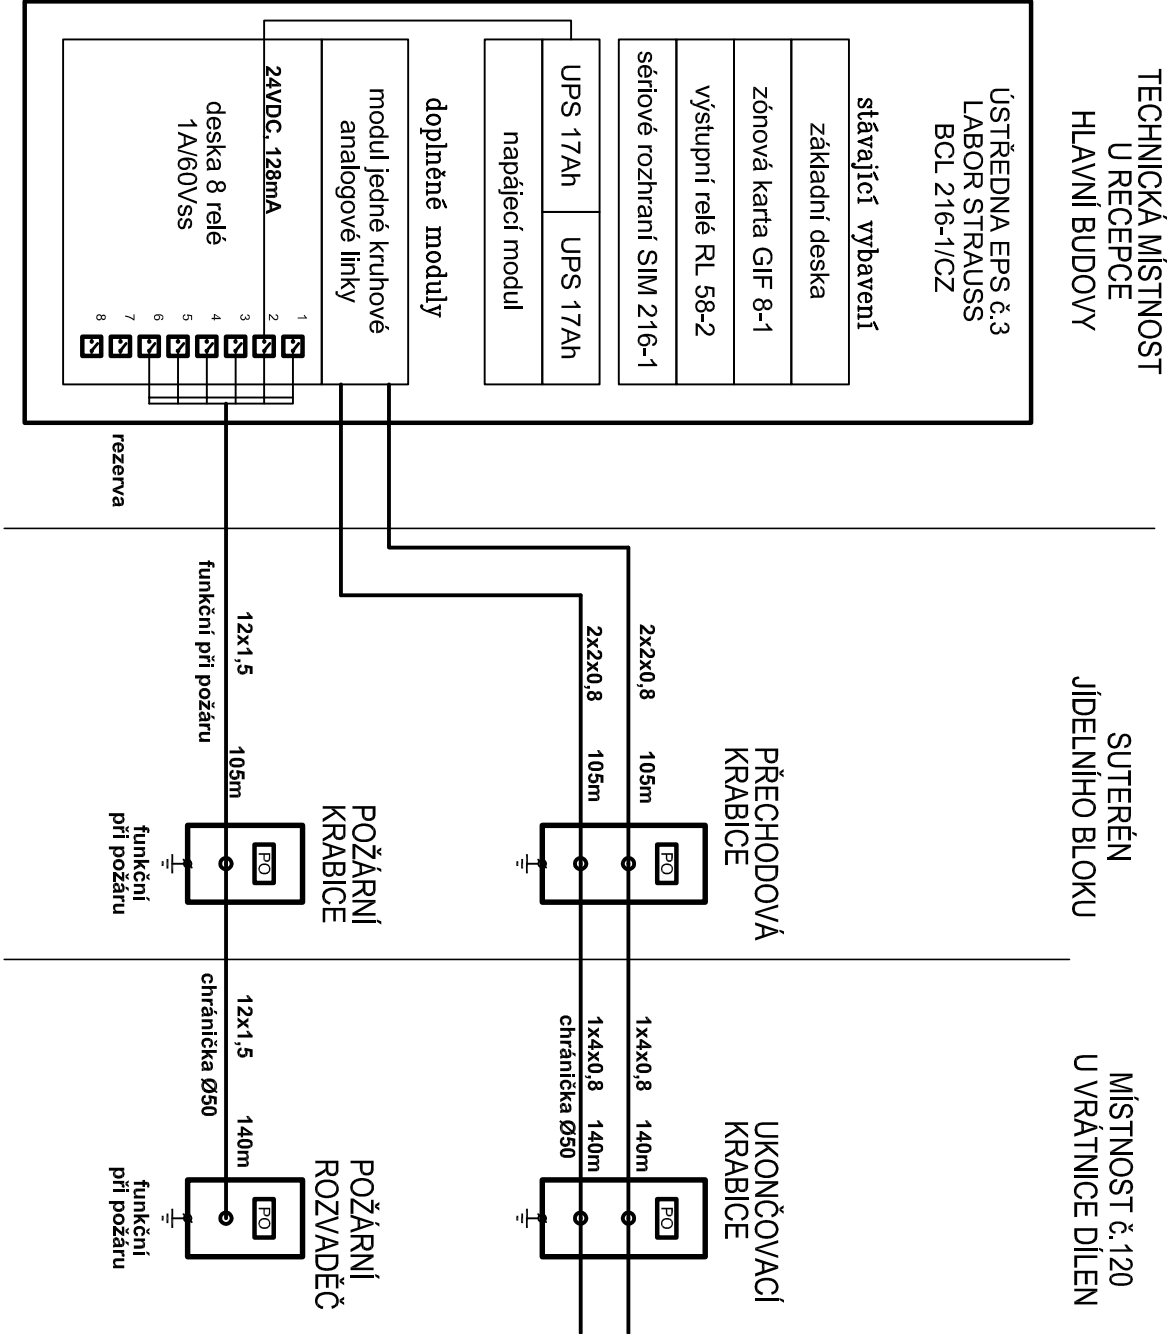 TECHNICKÁ MÍSTNOST
U RECEPCE
HLAVNÍ BUDOVY
ÚSTŘEDNA EPS č.3
LABOR STRAUSS
BCL 216-1/CZ
stávající vybavení
základní deska
zónová karta GIF 8-1
výstupní relé RL 58-2
sériové rozhraní SIM 216-1
UPS 17Ah
UPS 17Ah
napájecí modul
doplněné moduly
modul jedné kruhové
analogové linky
24VDC, 128mA
deska 8 relé
1A/60Vss
1
2
3
4
5
6
7
8
rezerva
SUTERÉN
JÍDELNÍHO BLOKU
PŘECHODOVÁ
KRABICE
2x2x0,8
105m
2x2x0,8
105m
PO
POŽÁRNÍ
KRABICE
12x1,5
105m
funkční při požáru
PO
funkční
při požáru
MÍSTNOST č.120
U VRÁTNICE DÍLEN
UKONČOVACÍ
KRABICE
1x4x0,8
140m
1x4x0,8
140m
chránička Ø50
PO
POŽÁRNÍ
ROZVADĚČ
12x1,5
140m
chránička Ø50
PO
funkční
při požáru